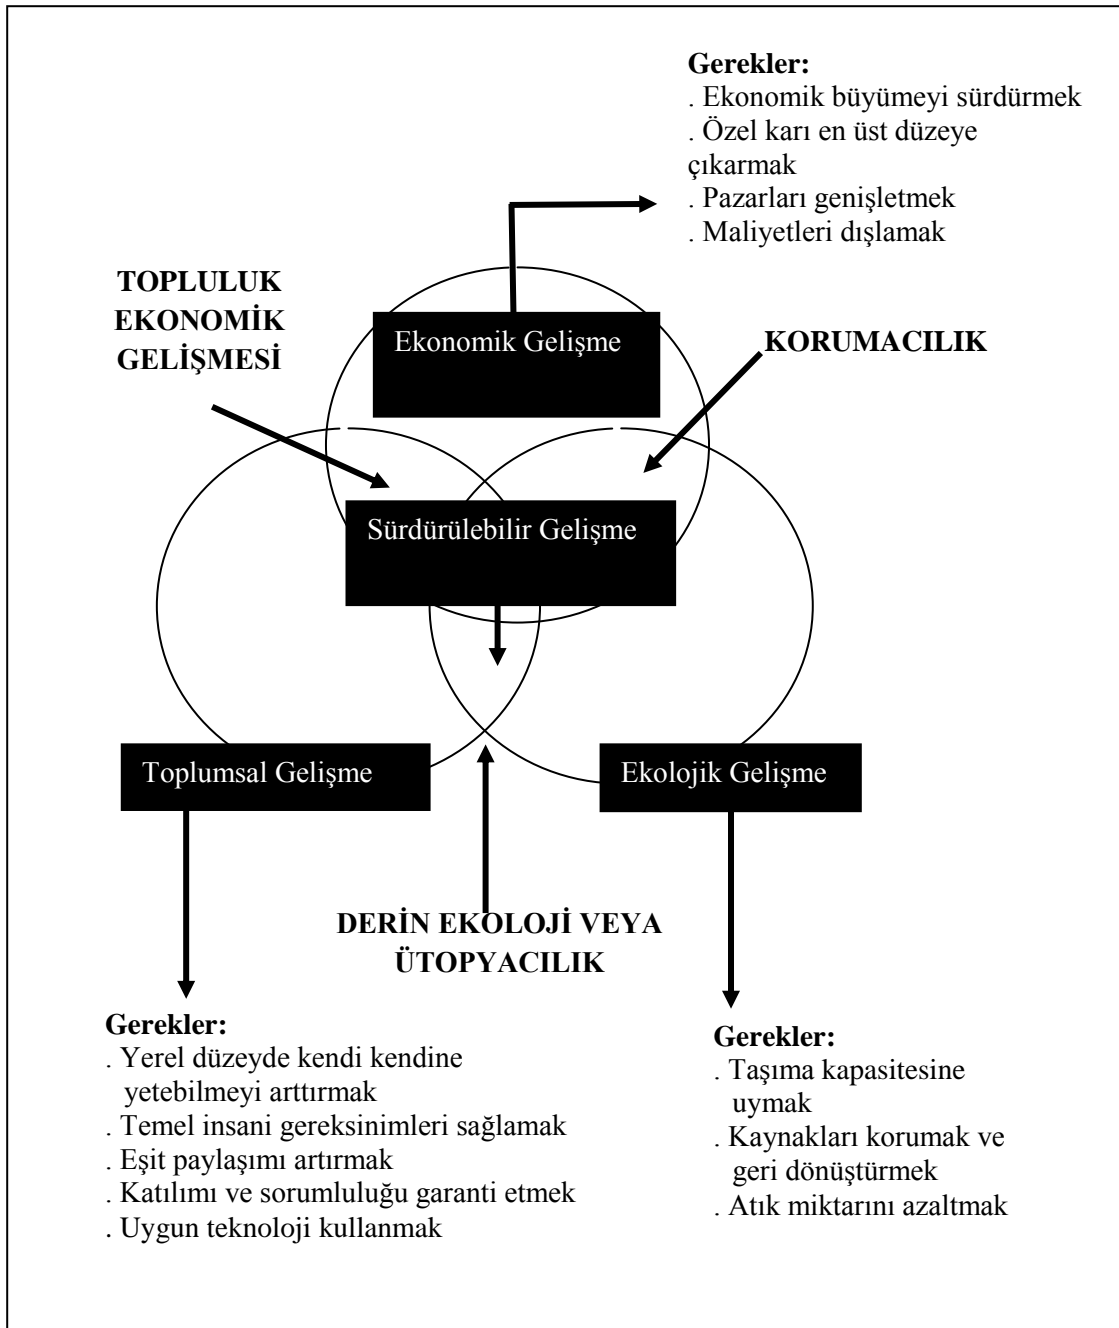 Gerekler:
. Ekonomik büyümeyi sürdürmek
. Özel karı en üst düzeye
çıkarmak
. Pazarları genişletmek
. Maliyetleri dışlamak
TOPLULUK
EKONOMİK
GELİŞMESİ
Ekonomik Gelişme
KORUMACILIK
Sürdürülebilir Gelişme
Toplumsal Gelişme
Ekolojik Gelişme
DERİN EKOLOJİ VEYA
ÜTOPYACILIK
Gerekler:
. Yerel düzeyde kendi kendine
yetebilmeyi arttırmak
. Temel insani gereksinimleri sağlamak
. Eşit paylaşımı artırmak
. Katılımı ve sorumluluğu garanti etmek
. Uygun teknoloji kullanmak
Gerekler:
. Taşıma kapasitesine
uymak
. Kaynakları korumak ve
geri dönüştürmek
. Atık miktarını azaltmak